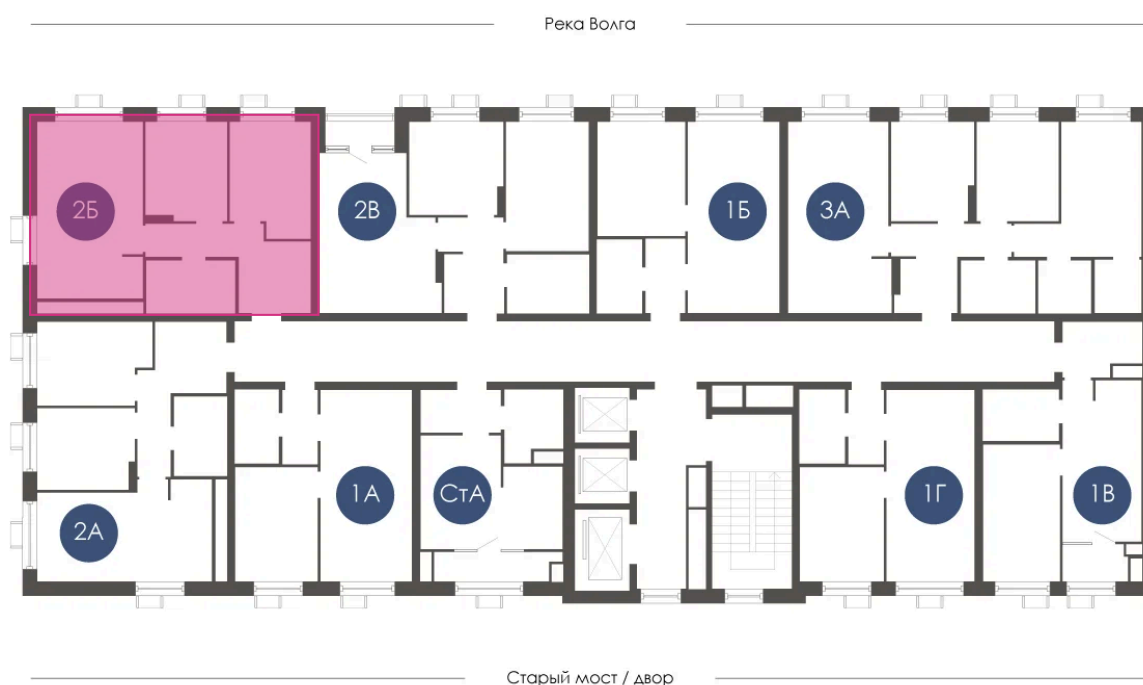 Река Волга
2Б
2В
1Б
3А
2А
1А
СтА
1Г
1В
Старый мост / двор